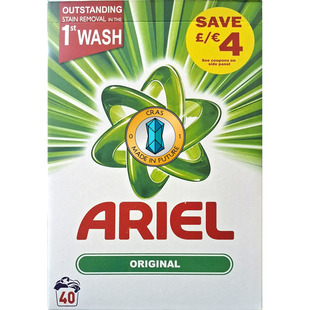 OUTSTANDING
STAIN REMOVAL IN THE
1st WASH
SAVE
£/€
4
See coupons on
side panel
CRAS
MADE IN FUTURE
ARIEL
ORIGINAL
40